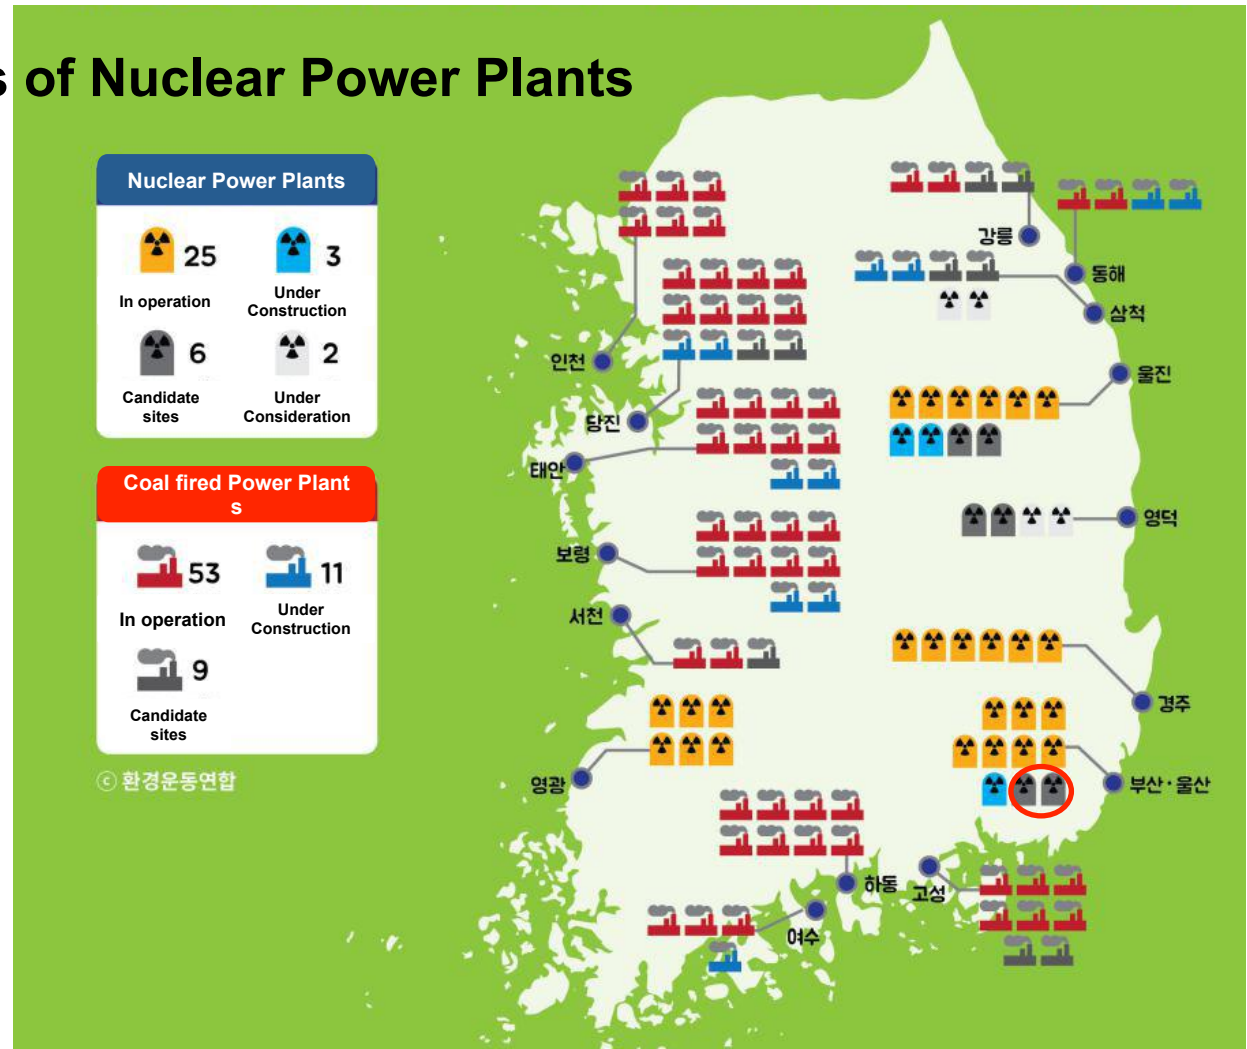 s of Nuclear Power Plants
Nuclear Power Plants
25
3
In operation
Under
Construction
6
2
Candidate
sites
Under
Consideration
Coal fired Power Plant
s
53
11
In operation
Under
Construction
9
Candidate
sites
ⓒ 환경운동연합
강릉
동해
삼척
인천
울진
당진
태안
영덕
보령
서천
경주
영광
부산·울산
하동
고성
여수